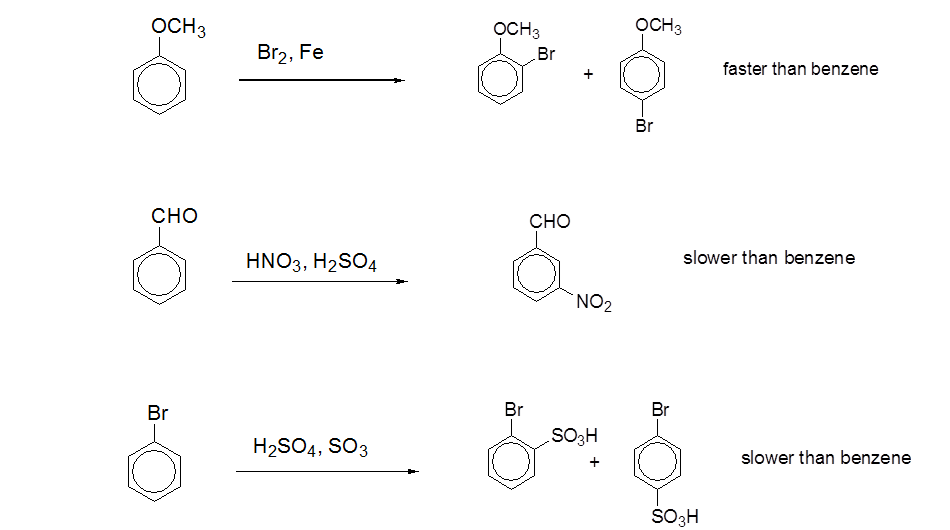 OCH3
Br2, Fe
OCH3
Br
+
OCH3
Br
faster than benzene
CHO
HNO3, H2SO4
CHO
NO2
slower than benzene
Br
H2SO4, SO3
Br
SO3H
+
Br
SO3H
slower than benzene